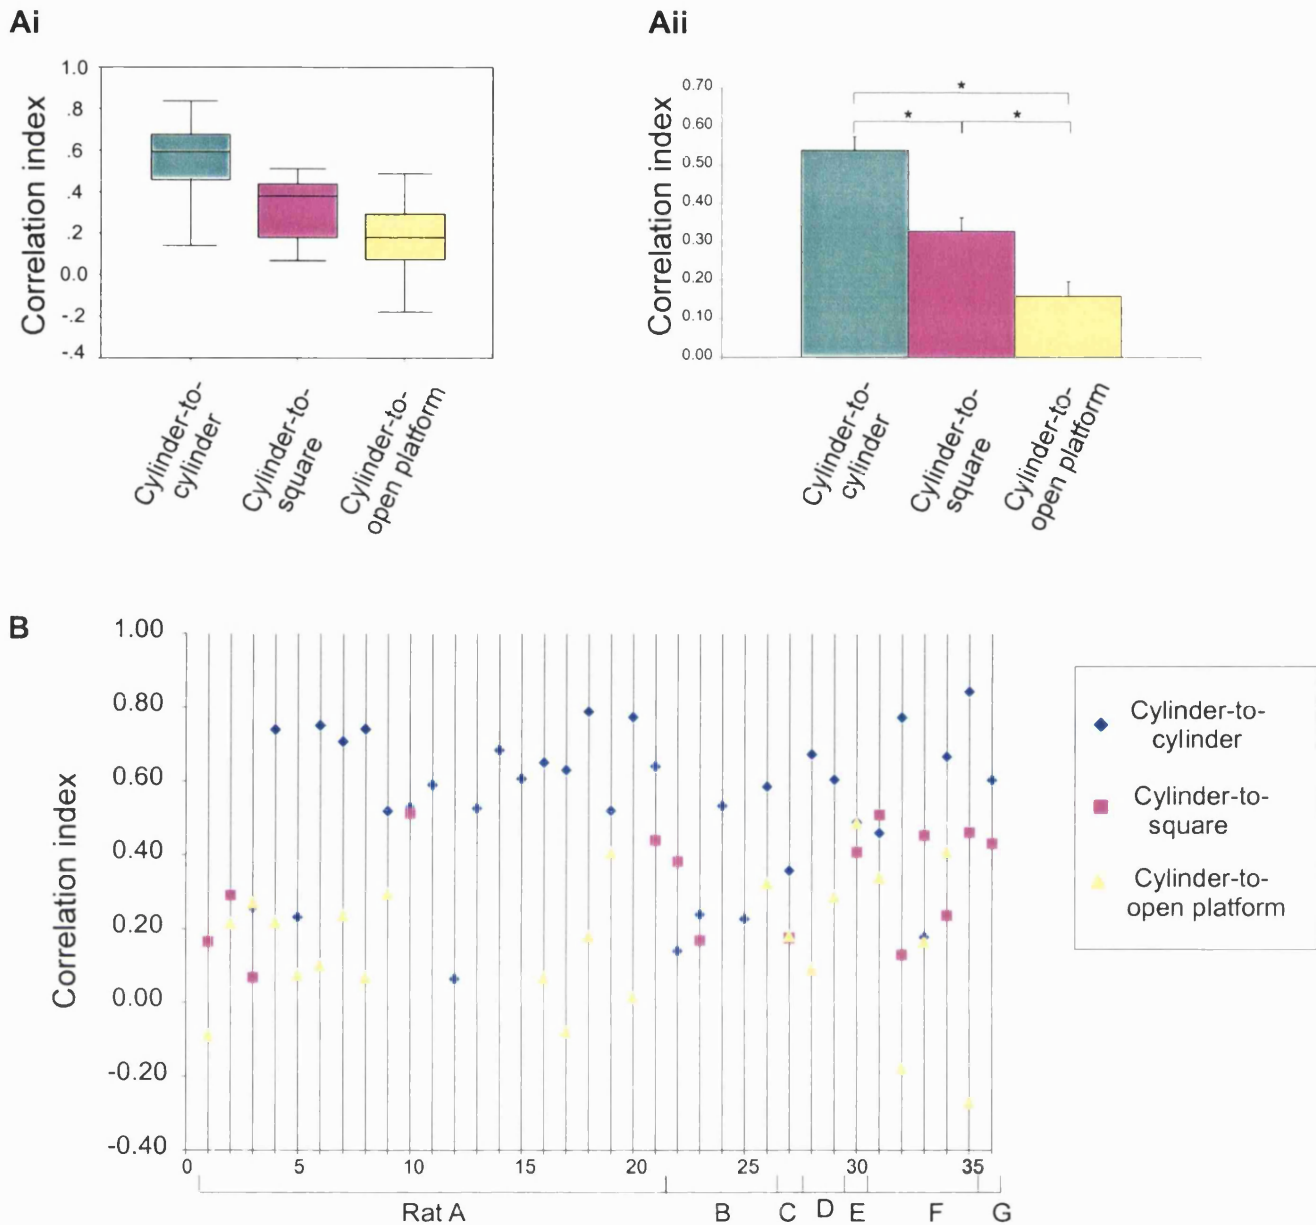 Ai
Correlation index
1.0
.8
.6
.4
.2
0.0
-.2
-.4
Cylinder-to-
cylinder
Cylinder-to-
square
Cylinder-to-
open platform
Aii
Correlation index
0.70
0.60
0.50
0.40
0.30
0.20
0.10
0.00
*
* *
Cylinder-to-
cylinder
Cylinder-to-
square
Cylinder-to-
open platform
B
Correlation index
1.00
0.80
0.60
0.40
0.20
0.00
-0.20
-0.40
0 5 10 15 20 25 30 35
Rat A B C D E F G
Cylinder-to-
cylinder
Cylinder-to-
square
Cylinder-to-
open platform